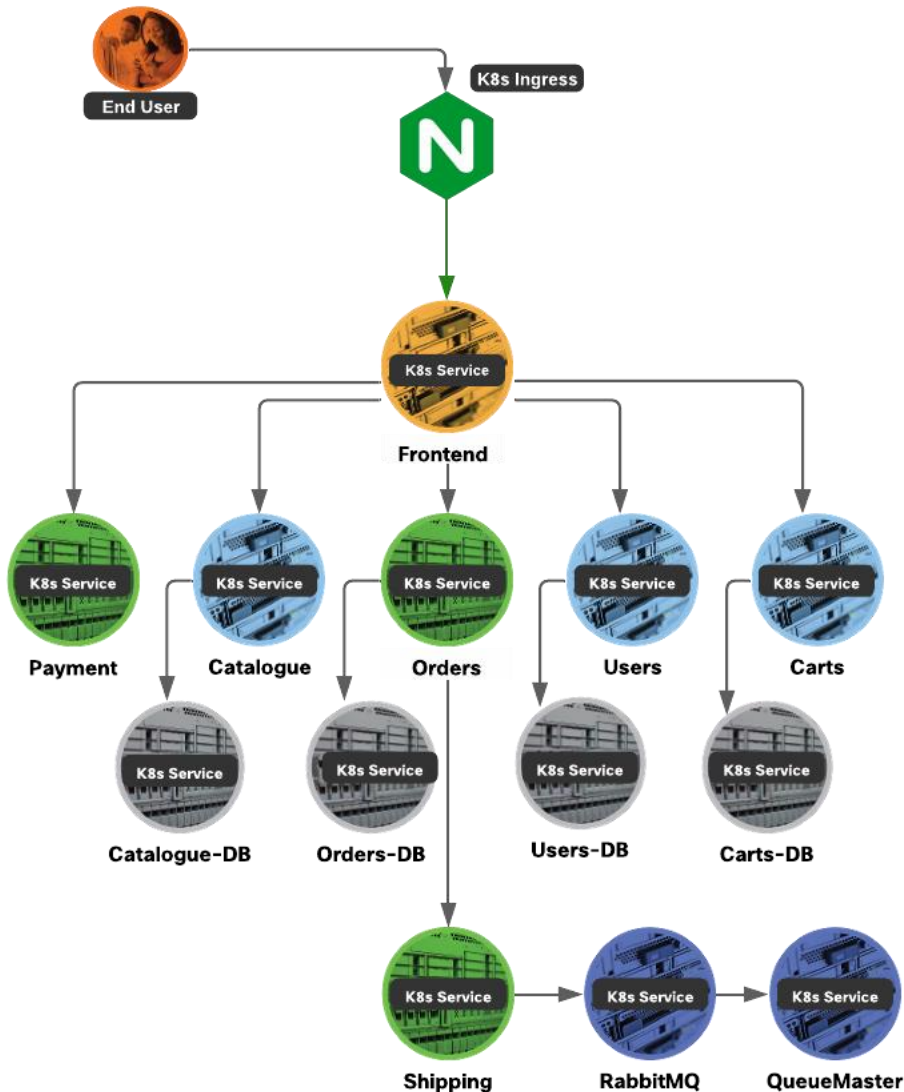 End User
K8s Ingress
N
K8s Service
Frontend
K8s Service
K8s Service
K8s Service
K8s Service
K8s Service
Payment
Catalogue
Orders
Users
Carts
K8s Service
K8s Service
K8s Service
K8s Service
Catalogue-DB
Orders-DB
Users-DB
Carts-DB
K8s Service
K8s Service
K8s Service
Shipping
RabbitMQ
QueueMaster